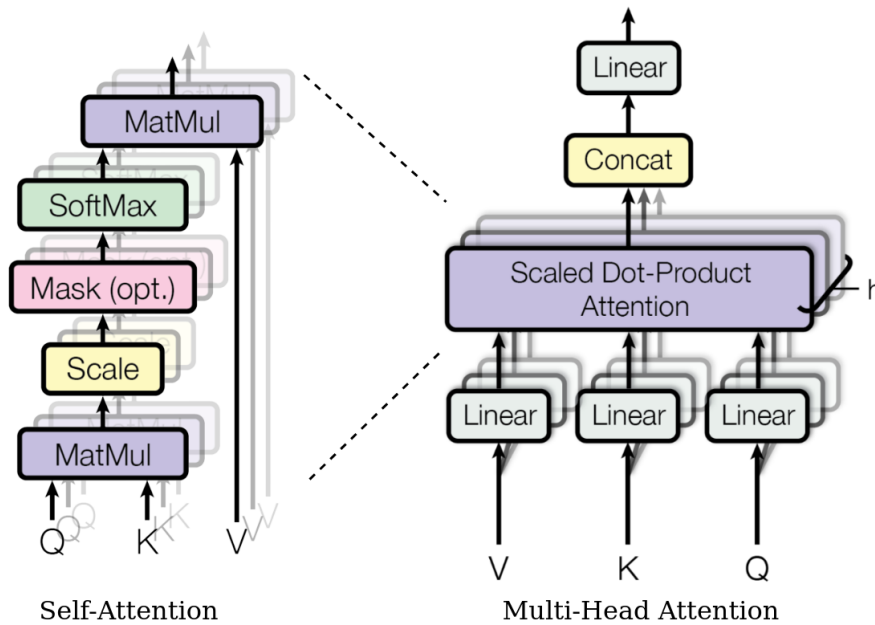 MatMul
SoftMax
Mask (opt.)
Scale
MatMul
Q K V
Self-Attention
Linear
Concat
Scaled Dot-Product
Attention
h
Linear Linear Linear
V K Q
Multi-Head Attention